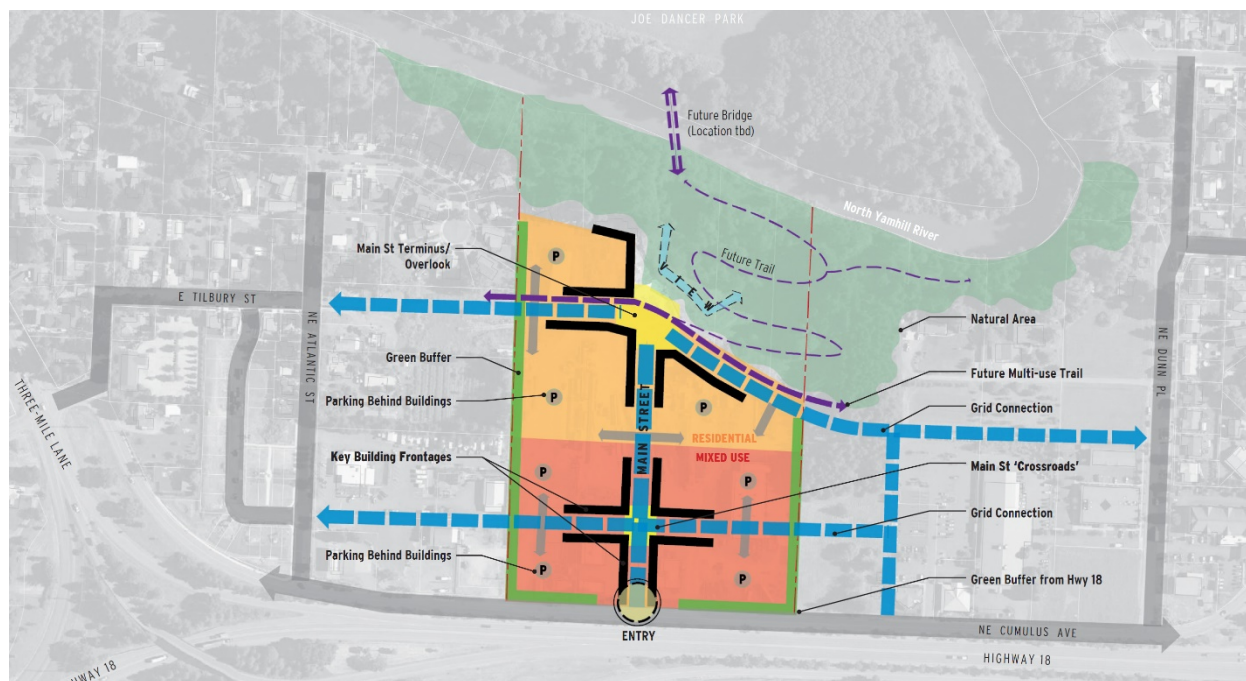 JOE DANCER PARK
Future Bridge
(Location tbd)
North Yamhill River
Main St Terminus/
Overlook
P
VIEW
Future Trail
E TILBURY ST
NE ATLANTIC ST
Natural Area
NE DUNN PL
Green Buffer
Future Multi-use Trail
THREE-MILE LANE
Parking Behind Buildings
P
P
Grid Connection
MAIN STREET
RESIDENTIAL
MIXED USE
Key Building Frontages
Main St 'Crossroads'
P
P
Grid Connection
Parking Behind Buildings
P
P
Green Buffer from Hwy 18
ENTRY
NE CUMULUS AVE
HIGHWAY 18
HWAY 18